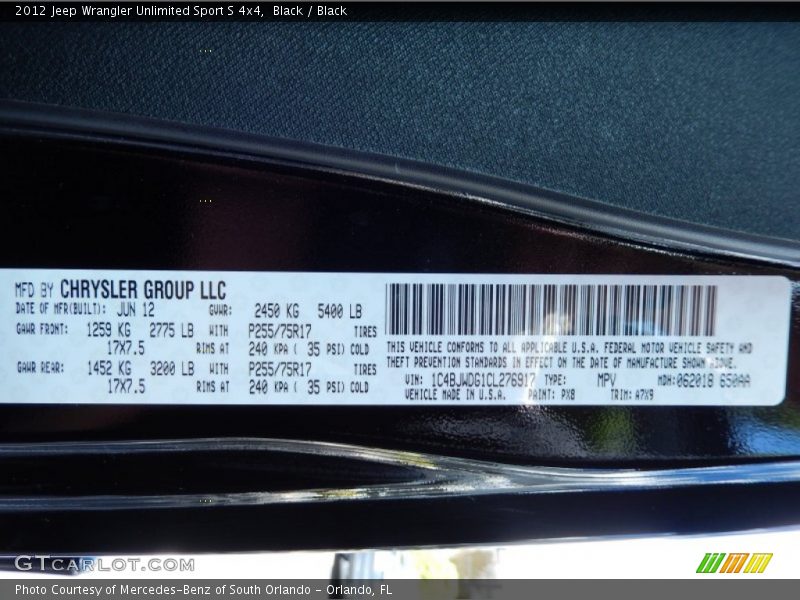 2012 Jeep Wrangler Unlimited Sport S 4x4, Black / Black
MFD BY CHRYSLER GROUP LLC
DATE OF MFR(BUILT): JUN 12 GVWR: 2450 KG 5400 LB
GAWR FRONT: 1259 KG 2775 LB WITH P255/75R17 TIRES
17X7.5 RIMS AT 240 KPA ( 35 PSI) COLD
GAWR REAR: 1452 KG 3200 LB WITH P255/75R17 TIRES
17X7.5 RIMS AT 240 KPA ( 35 PSI) COLD
THIS VEHICLE CONFORMS TO ALL APPLICABLE U.S.A. FEDERAL MOTOR VEHICLE SAFETY AND
THEFT PREVENTION STANDARDS IN EFFECT ON THE DATE OF MANUFACTURE SHOWN ABOVE.
VIN: 1C4BJWDG1CL276917 TYPE: MPV MDH: 062018 650AA
VEHICLE MADE IN U.S.A. PAINT: PX8 TRIM: A7X9
GTCARLOT.COM
Photo Courtesy of Mercedes-Benz of South Orlando - Orlando, FL